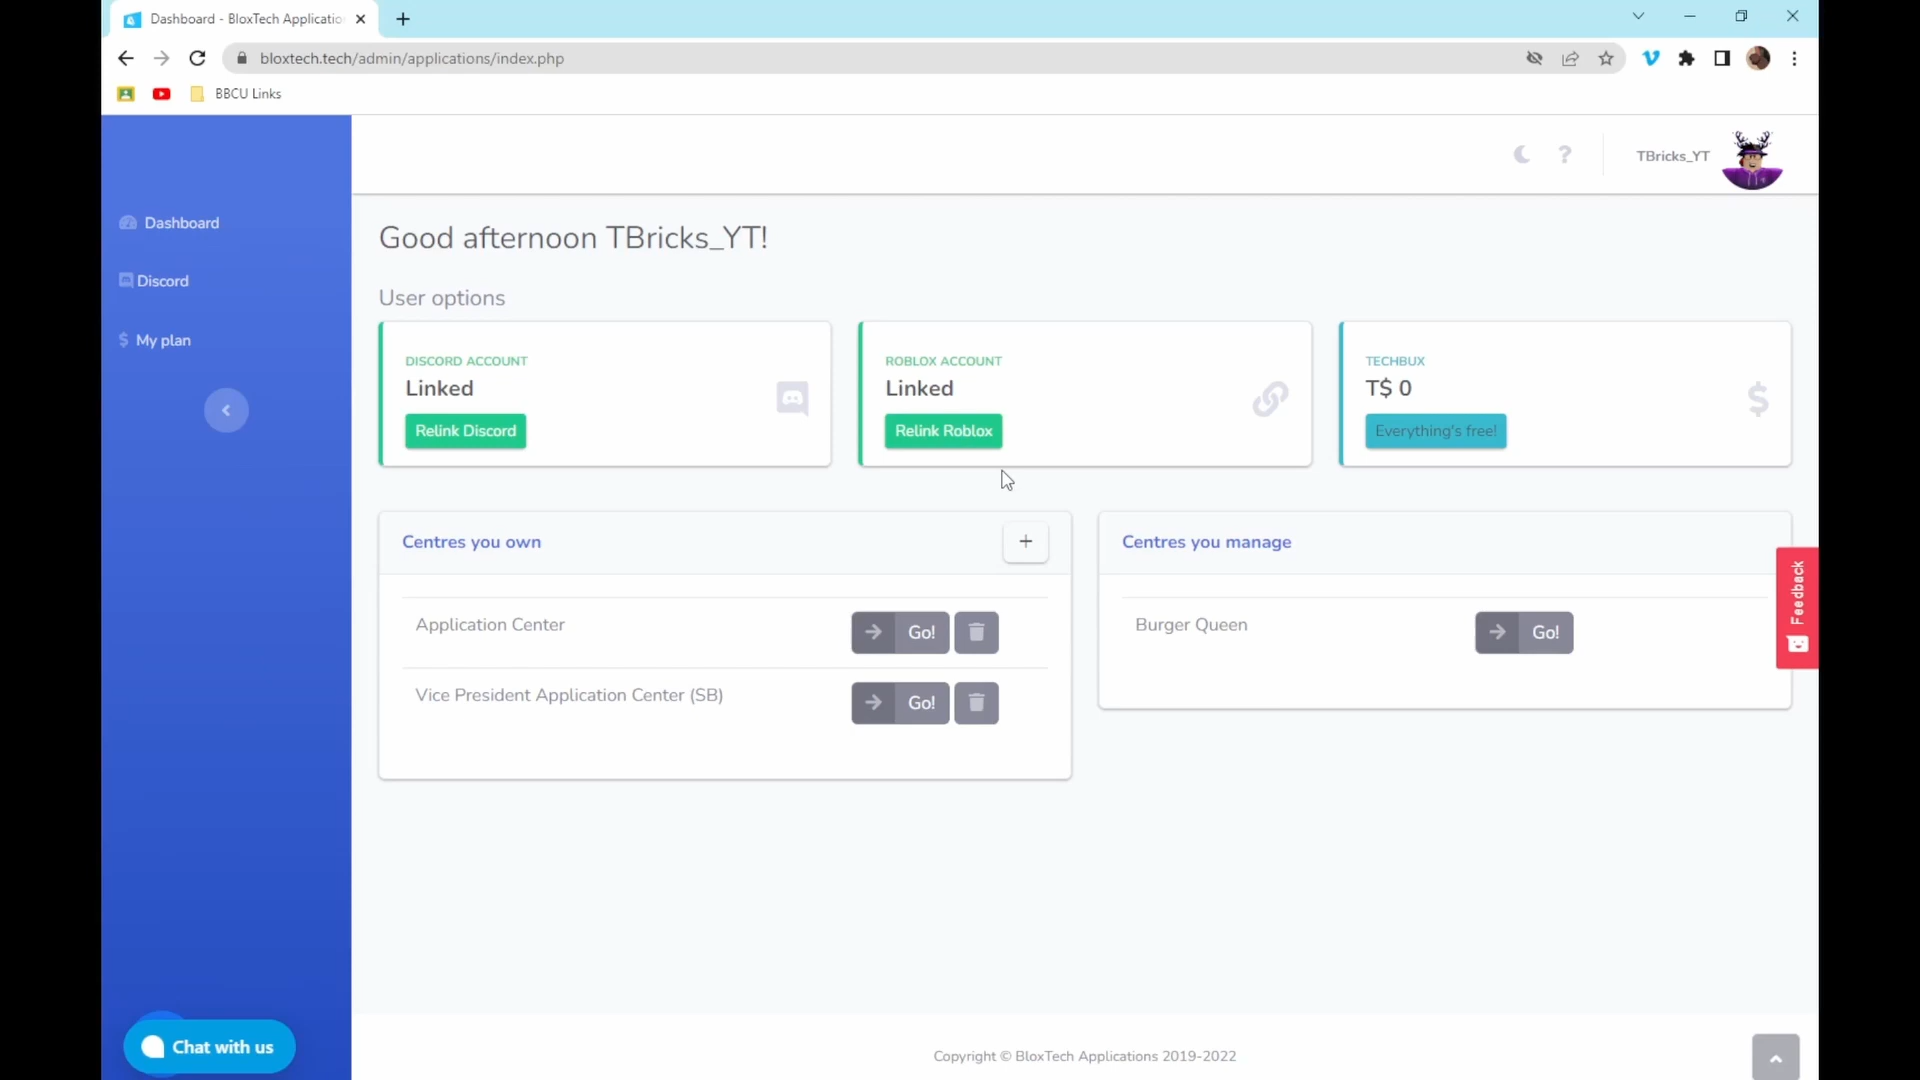 Dashboard - BloxTech Applicatio
bloxtech.tech/admin/applications/index.php
BBCU Links
TBricks_YT
Dashboard
Discord
My plan
Good afternoon TBricks_YT!
User options
DISCORD ACCOUNT
Linked
Relink Discord
ROBLOX ACCOUNT
Linked
Relink Roblox
TECHBUX
T$ 0
Everything's free!
Centres you own
+
Application Center
Go!
Vice President Application Center (SB)
Go!
Centres you manage
Burger Queen
Go!
Feedback
Chat with us
Copyright © BloxTech Applications 2019-2022